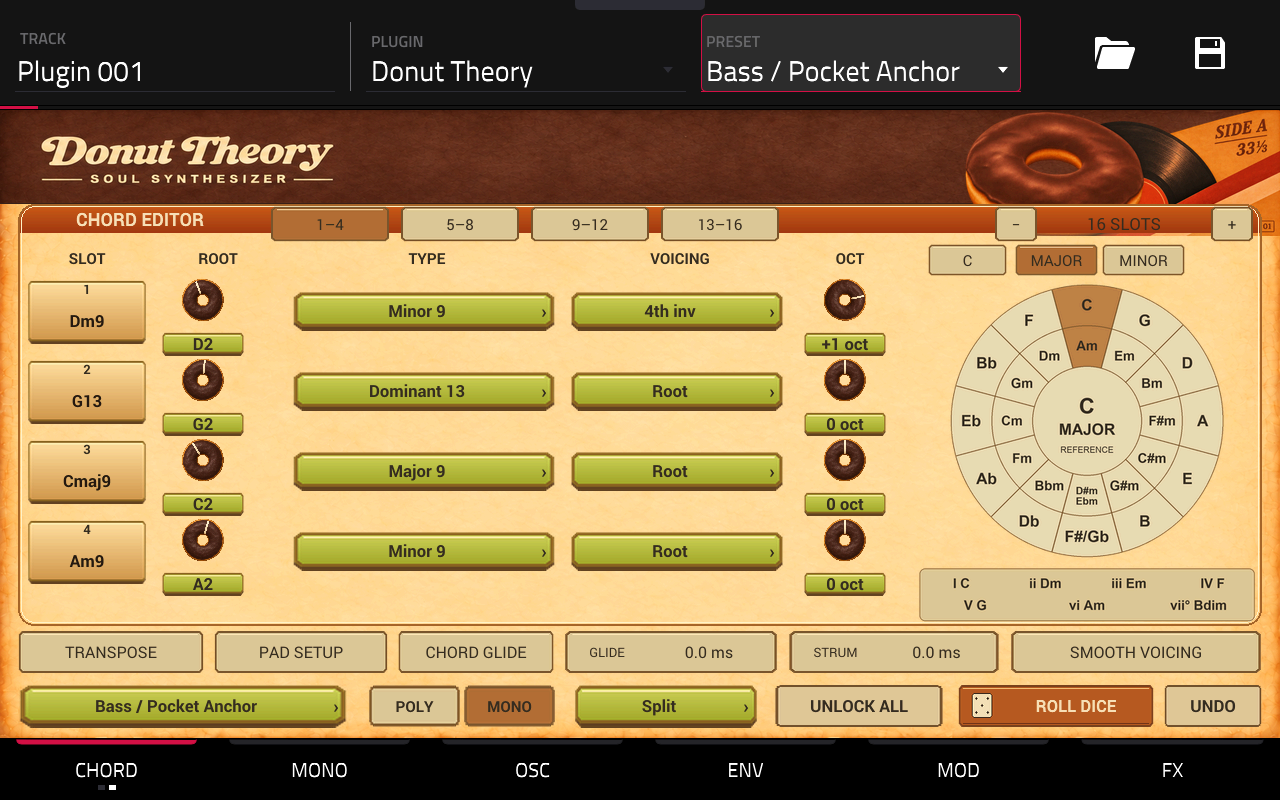 TRACK
Plugin 001
PLUGIN
Donut Theory
PRESET
Bass / Pocket Anchor
Donut Theory
SOUL SYNTHESIZER
SIDE A
33⅓
CHORD EDITOR
1–4
5–8
9–12
13–16
−
16 SLOTS
+
01
SLOT
ROOT
TYPE
VOICING
OCT
C
MAJOR
MINOR
1
Dm9
D2
Minor 9 ›
4th inv ›
+1 oct
2
G13
G2
Dominant 13 ›
Root ›
0 oct
3
Cmaj9
C2
Major 9 ›
Root ›
0 oct
4
Am9
A2
Minor 9 ›
Root ›
0 oct
C
G
D
A
E
B
F#/Gb
Db
Ab
Eb
Bb
F
Am
Em
Bm
F#m
C#m
G#m
D#m
Ebm
Bbm
Fm
Cm
Gm
Dm
C
MAJOR
REFERENCE
I C ii Dm iii Em IV F
V G vi Am vii° Bdim
TRANSPOSE
PAD SETUP
CHORD GLIDE
GLIDE 0.0 ms
STRUM 0.0 ms
SMOOTH VOICING
Bass / Pocket Anchor ›
POLY
MONO
Split ›
UNLOCK ALL
ROLL DICE
UNDO
CHORD
MONO
OSC
ENV
MOD
FX